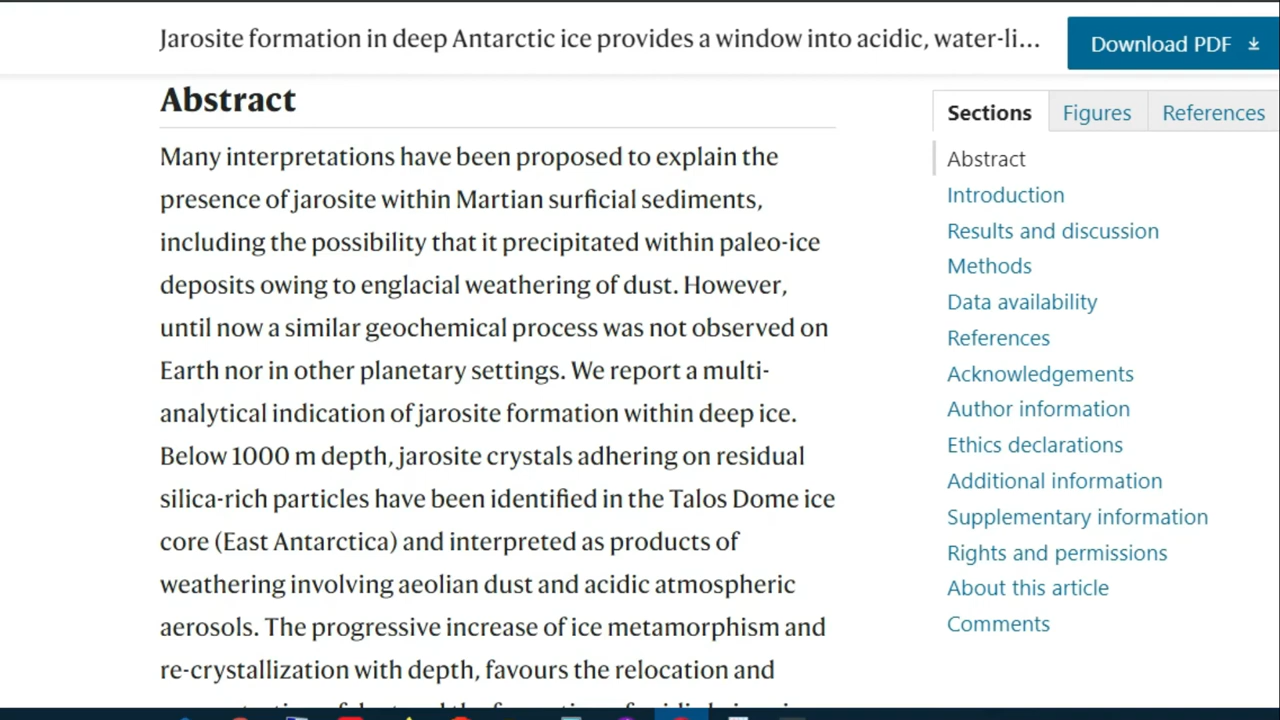 Jarosite formation in deep Antarctic ice provides a window into acidic, water-li...
Download PDF
Abstract
Many interpretations have been proposed to explain the
presence of jarosite within Martian surficial sediments,
including the possibility that it precipitated within paleo-ice
deposits owing to englacial weathering of dust. However,
until now a similar geochemical process was not observed on
Earth nor in other planetary settings. We report a multi-
analytical indication of jarosite formation within deep ice.
Below 1000 m depth, jarosite crystals adhering on residual
silica-rich particles have been identified in the Talos Dome ice
core (East Antarctica) and interpreted as products of
weathering involving aeolian dust and acidic atmospheric
aerosols. The progressive increase of ice metamorphism and
re-crystallization with depth, favours the relocation and
Sections Figures References
Abstract
Introduction
Results and discussion
Methods
Data availability
References
Acknowledgements
Author information
Ethics declarations
Additional information
Supplementary information
Rights and permissions
About this article
Comments